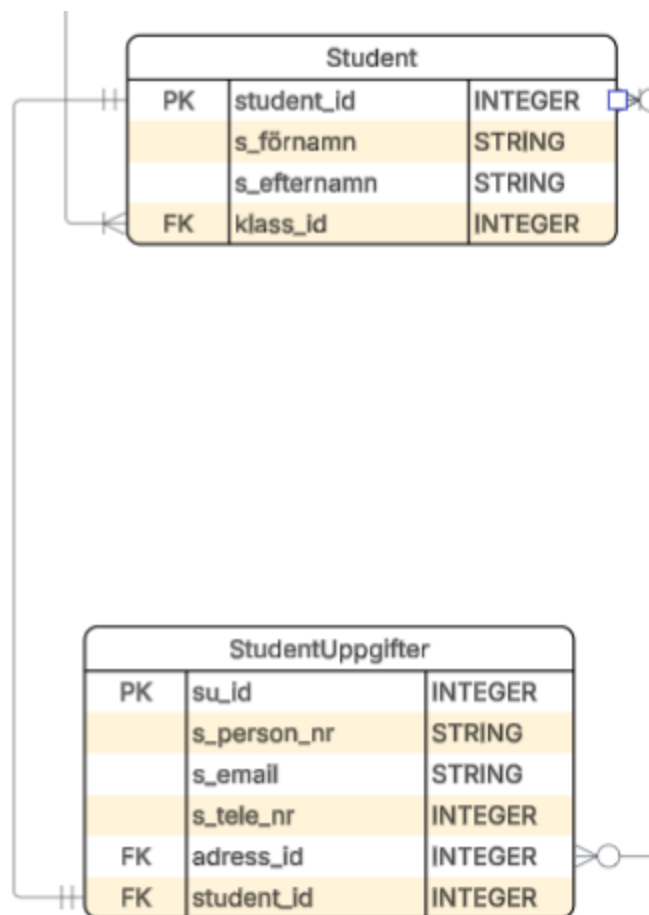 Student
PK student_id INTEGER
s_förnamn STRING
s_efternamn STRING
FK klass_id INTEGER
StudentUppgifter
PK su_id INTEGER
s_person_nr STRING
s_email STRING
s_tele_nr INTEGER
FK adress_id INTEGER
FK student_id INTEGER